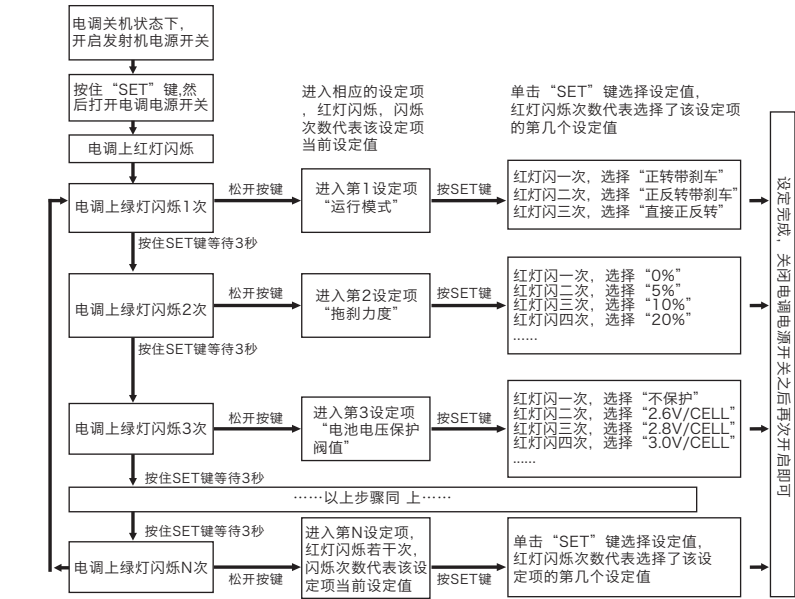 电调关机状态下，
开启发射机电源开关
按住“SET”键,然
后打开电调电源开关
电调上红灯闪烁
进入相应的设定项
，红灯闪烁，闪烁
次数代表该设定项
当前设定值
单击“SET”键选择设定值，
红灯闪烁次数代表选择了该设定项
的第几个设定值
电调上绿灯闪烁1次
松开按键
进入第1设定项
“运行模式”
按SET键
红灯闪一次，选择“正转带刹车”
红灯闪二次，选择“正反转带刹车”
红灯闪三次，选择“直接正反转”
按住SET键等待3秒
电调上绿灯闪烁2次
松开按键
进入第2设定项
“拖刹力度”
按SET键
红灯闪一次，选择“0%”
红灯闪二次，选择“5%”
红灯闪三次，选择“10%”
红灯闪四次，选择“20%”
......
按住SET键等待3秒
电调上绿灯闪烁3次
松开按键
进入第3设定项
“电池电压保护
阀值”
按SET键
红灯闪一次，选择“不保护”
红灯闪二次，选择“2.6V/CELL”
红灯闪三次，选择“2.8V/CELL”
红灯闪四次，选择“3.0V/CELL”
......
按住SET键等待3秒
……以上步骤同 上……
按住SET键等待3秒
电调上绿灯闪烁N次
松开按键
进入第N设定项，
红灯闪烁若干次，
闪烁次数代表该设
定项当前设定值
按SET键
单击“SET”键选择设定值，
红灯闪烁次数代表选择了该设
定项的第几个设定值
设定完成，关闭电调电源开关之后再次开启即可